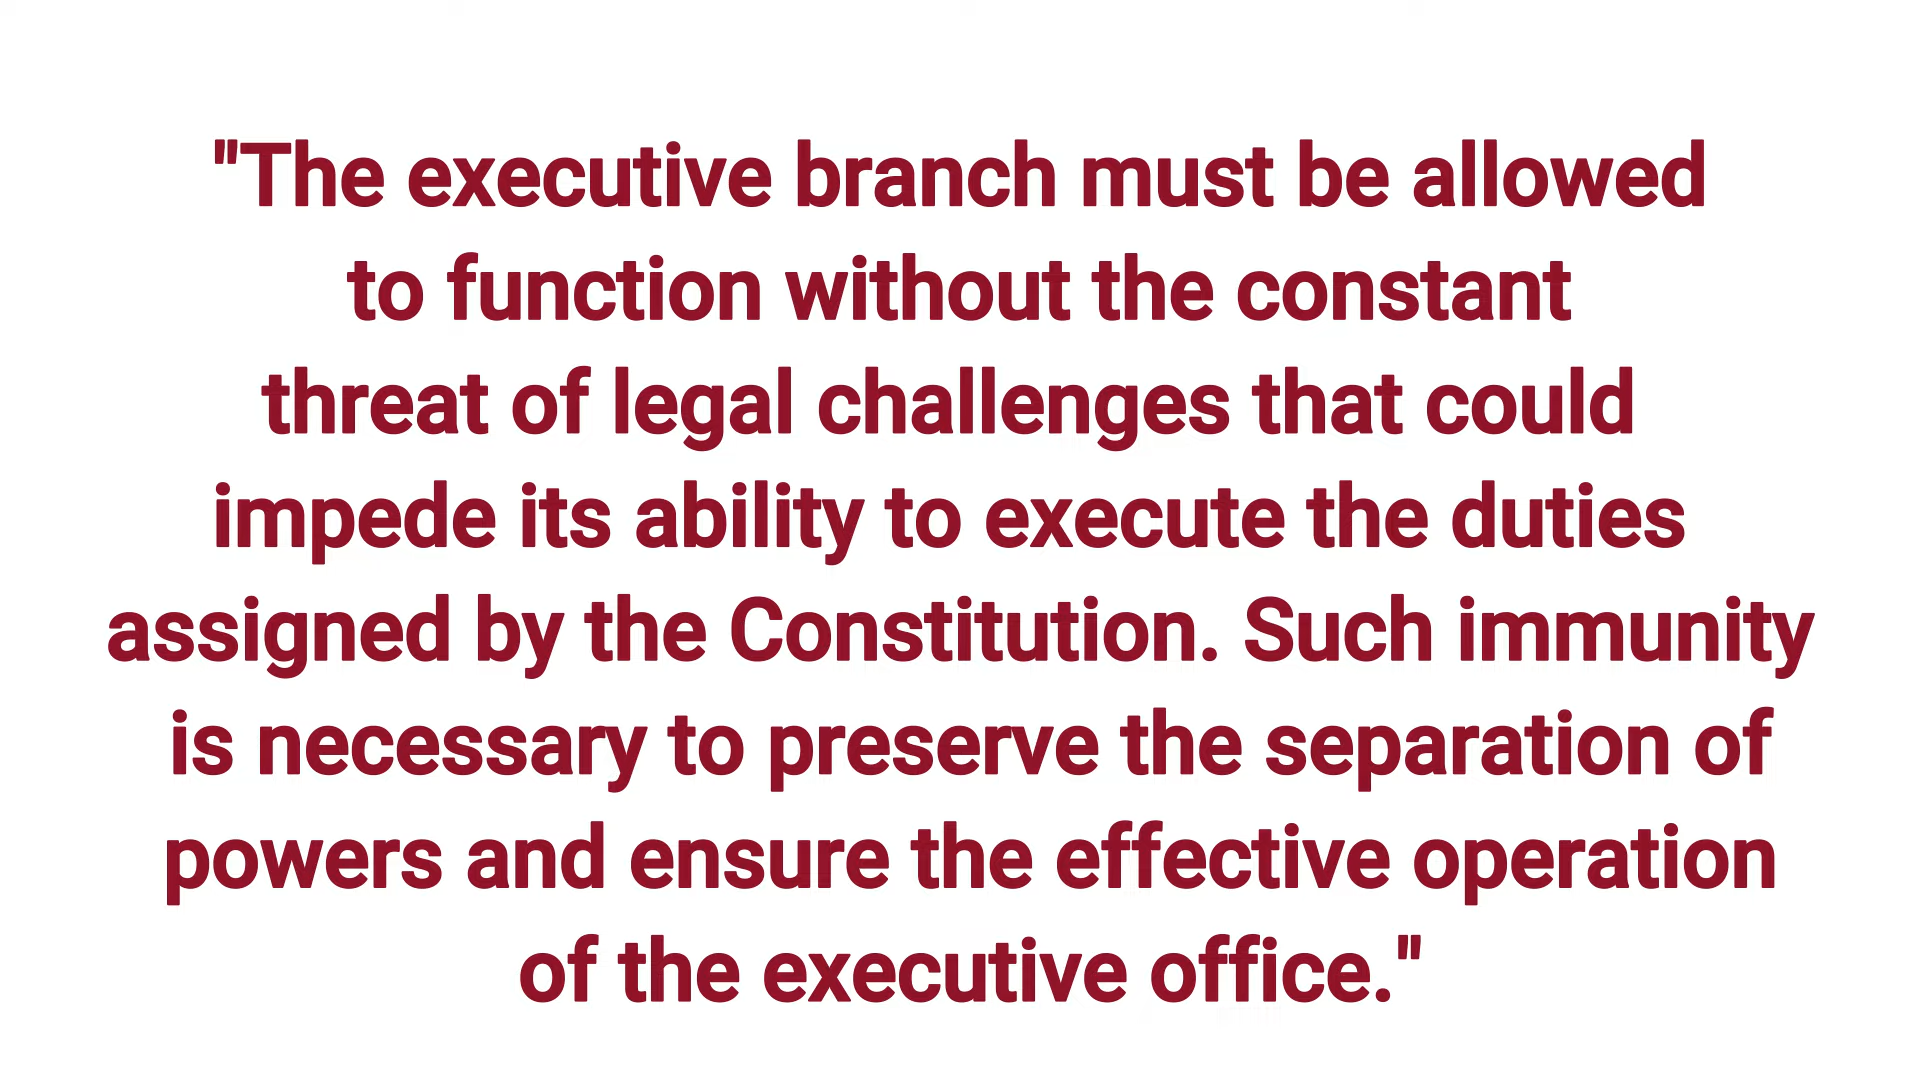 "The executive branch must be allowed
to function without the constant
threat of legal challenges that could
impede its ability to execute the duties
assigned by the Constitution. Such immunity
is necessary to preserve the separation of
powers and ensure the effective operation
of the executive office."